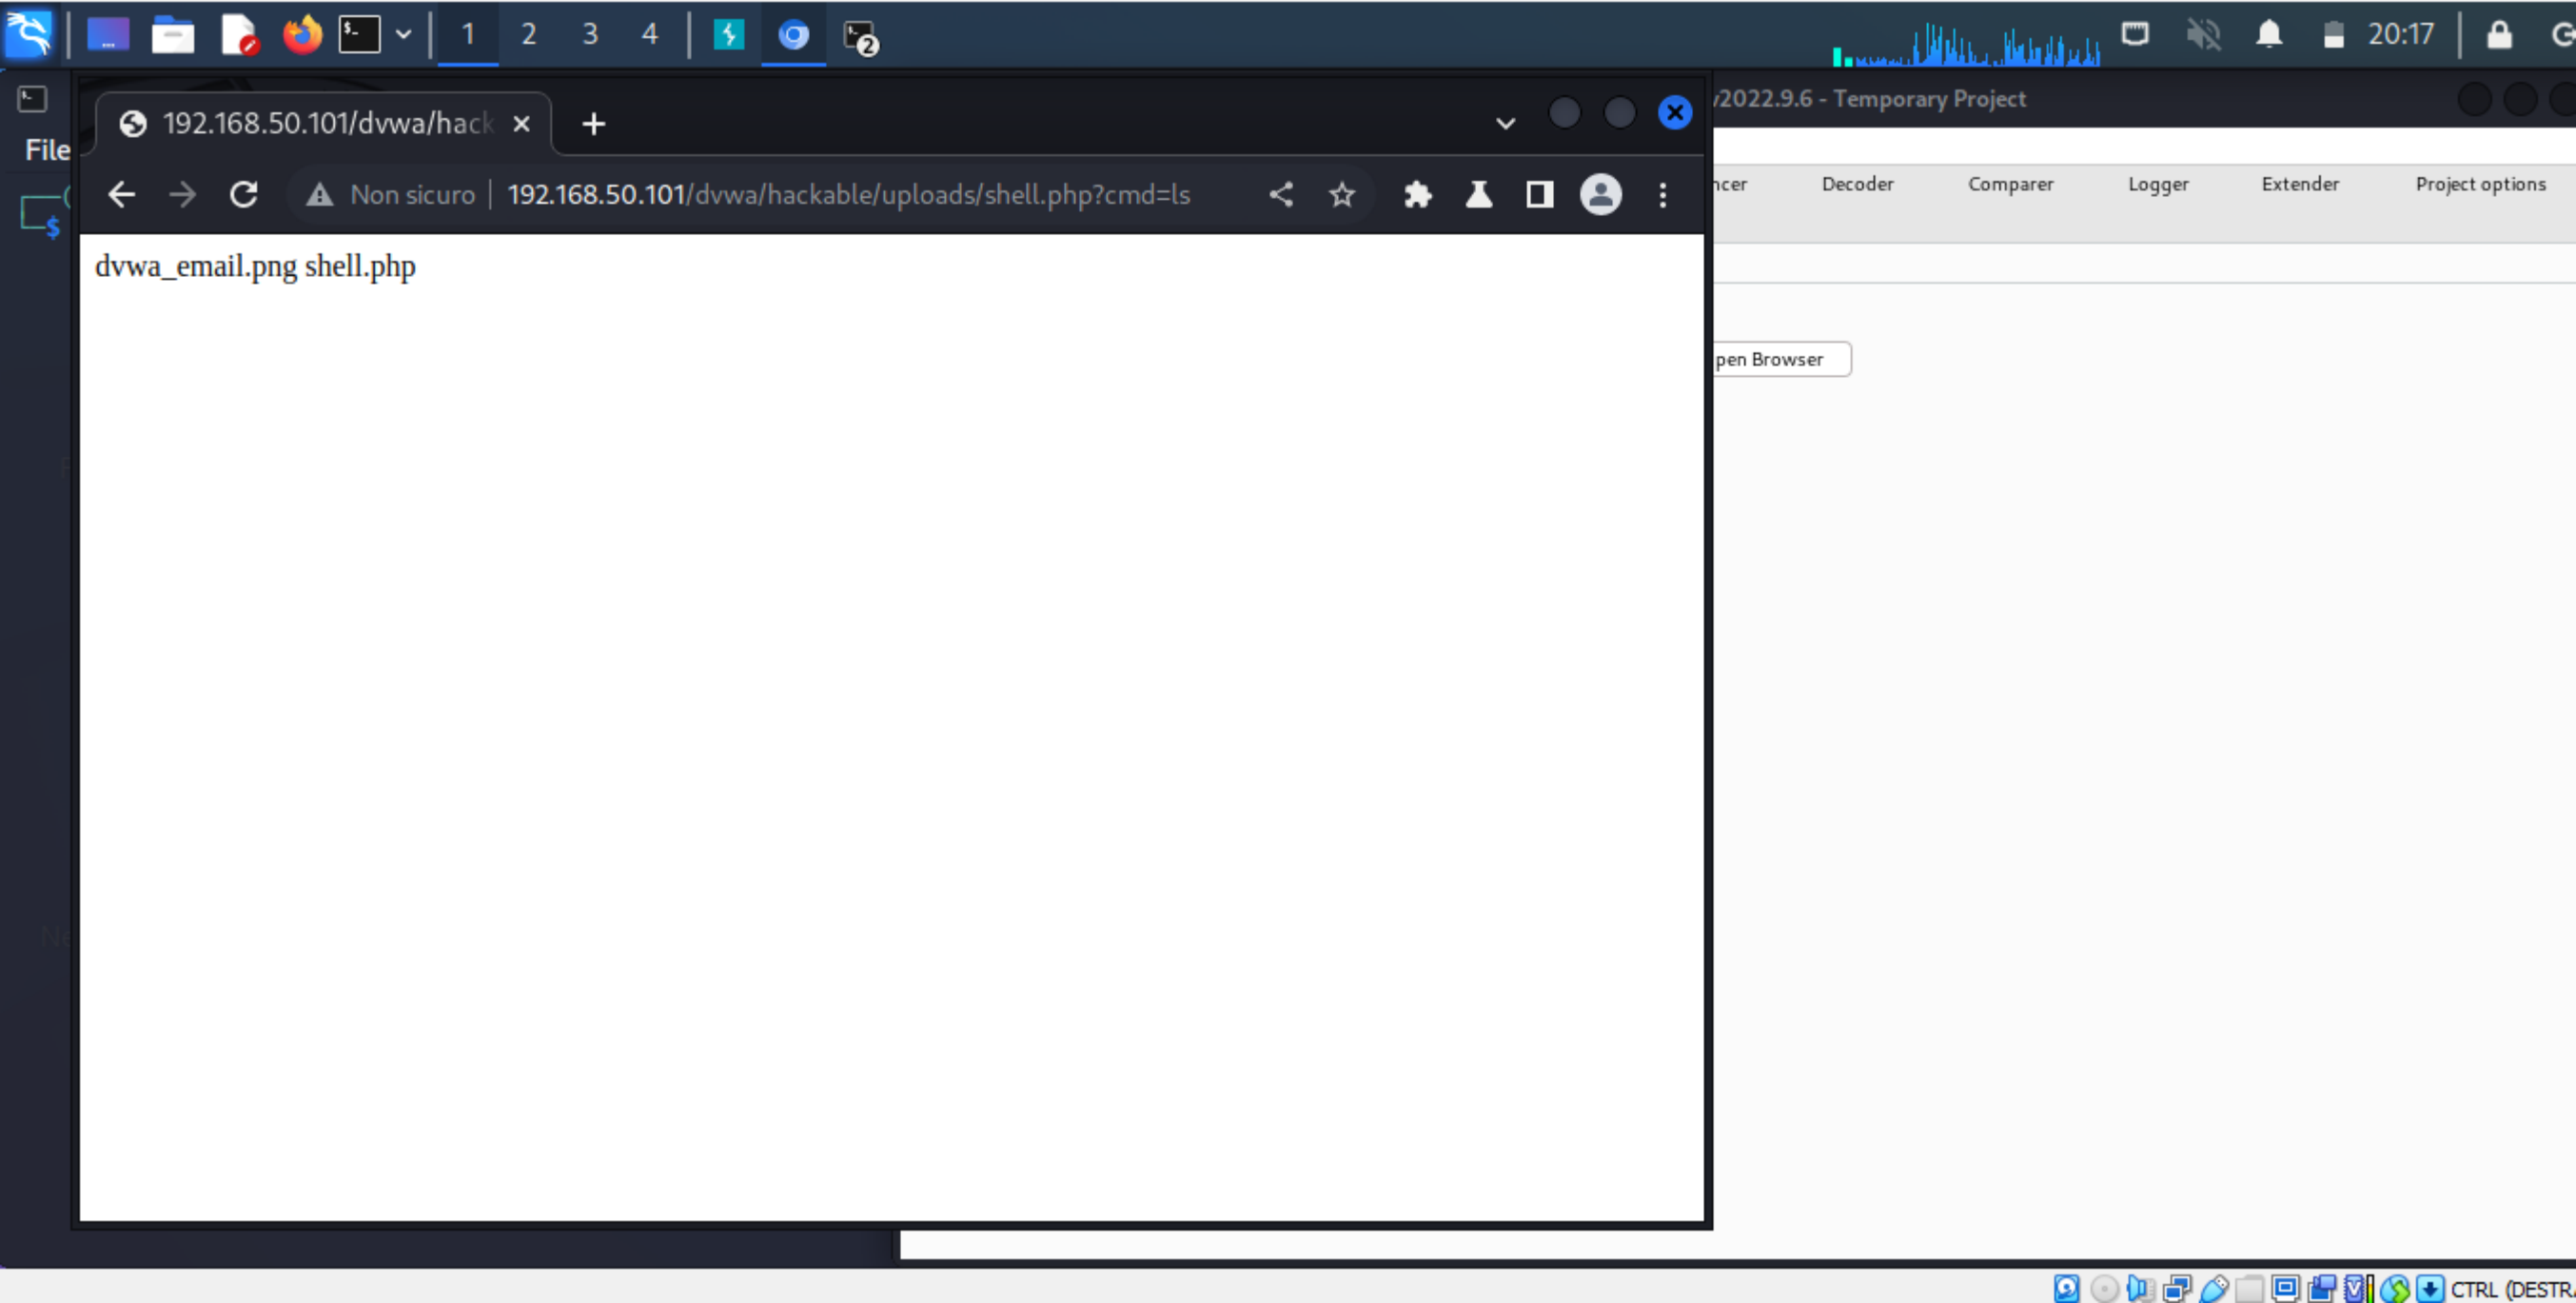 1 2 3 4 2 20:17
v2022.9.6 - Temporary Project
192.168.50.101/dvwa/hack
File
Non sicuro 192.168.50.101/dvwa/hackable/uploads/shell.php?cmd=ls
Decoder Comparer Logger Extender Project options
$
dvwa_email.png shell.php
pen Browser
CTRL (DESTR